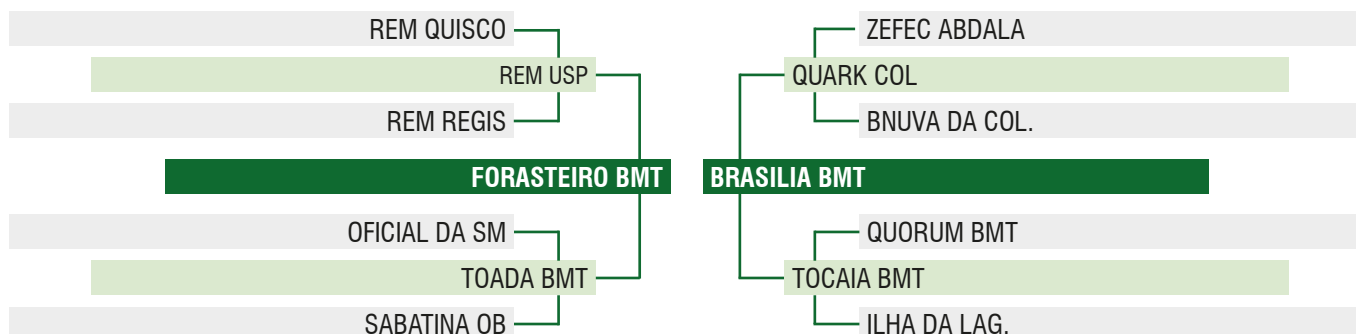 REM QUISCO
REM USP
REM REGIS
FORASTEIRO BMT
OFICIAL DA SM
TOADA BMT
SABATINA OB
ZEFEC ABDALA
QUARK COL
BNUVA DA COL.
BRASILIA BMT
QUORUM BMT
TOCAIA BMT
ILHA DA LAG.